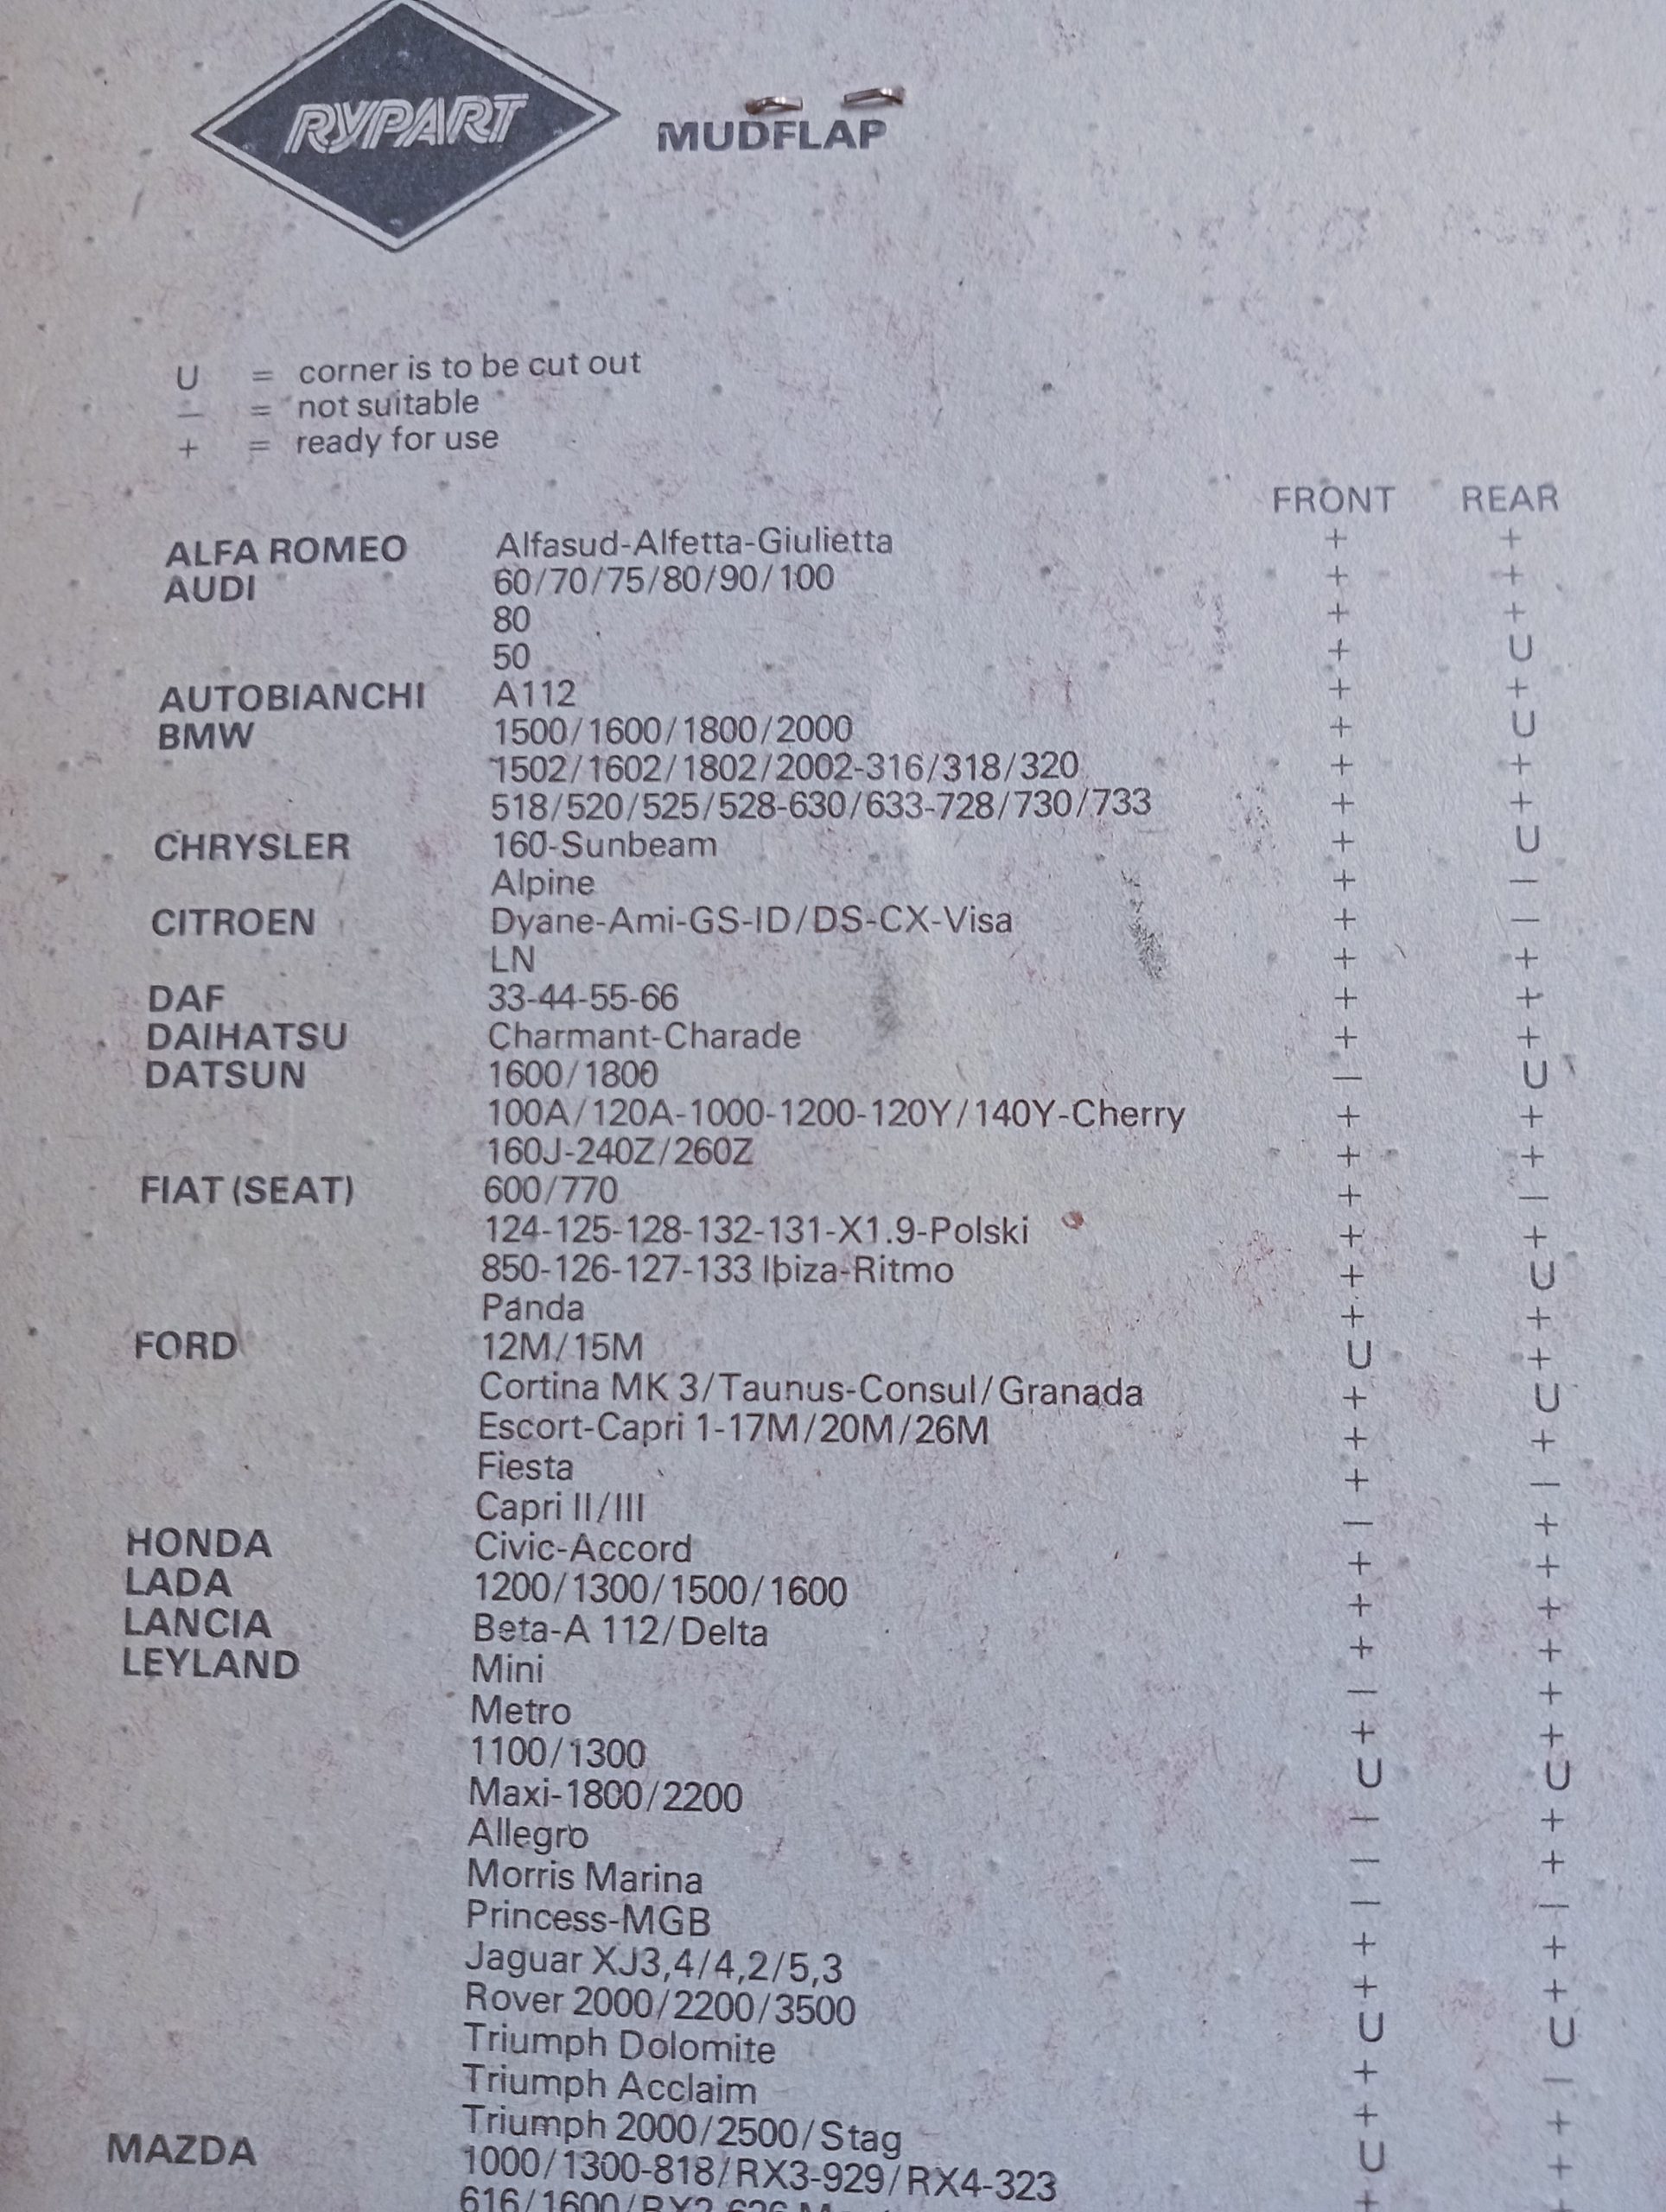 RYPART
MUDFLAP
U = corner is to be cut out
— = not suitable
+ = ready for use
FRONT REAR
ALFA ROMEO Alfasud-Alfetta-Giulietta + +
AUDI 60/70/75/80/90/100 + +
80 + +
50 + U
AUTOBIANCHI A112 + +
BMW 1500/1600/1800/2000 + U
1502/1602/1802/2002-316/318/320 + +
518/520/525/528-630/633-728/730/733 + +
CHRYSLER 160-Sunbeam + U
Alpine + —
CITROEN Dyane-Ami-GS-ID/DS-CX-Visa + —
LN + +
DAF 33-44-55-66 + +
DAIHATSU Charmant-Charade + +
DATSUN 1600/1800 — U
100A/120A-1000-1200-120Y/140Y-Cherry + +
160J-240Z/260Z + +
FIAT (SEAT) 600/770 + —
124-125-128-132-131-X1.9-Polski + +
850-126-127-133 Ibiza-Ritmo + U
Panda + +
FORD 12M/15M U +
Cortina MK 3/Taunus-Consul/Granada + U
Escort-Capri 1-17M/20M/26M + +
Fiesta + —
Capri II/III — +
HONDA Civic-Accord + +
LADA 1200/1300/1500/1600 + +
LANCIA Beta-A 112/Delta + +
LEYLAND Mini — +
Metro + +
1100/1300 U U
Maxi-1800/2200 — +
Allegro — +
Morris Marina — —
Princess-MGB + +
Jaguar XJ3,4/4,2/5,3 + +
Rover 2000/2200/3500 U U
Triumph Dolomite + —
Triumph Acclaim + +
Triumph 2000/2500/Stag U +
MAZDA 1000/1300-818/RX3-929/RX4-323 +